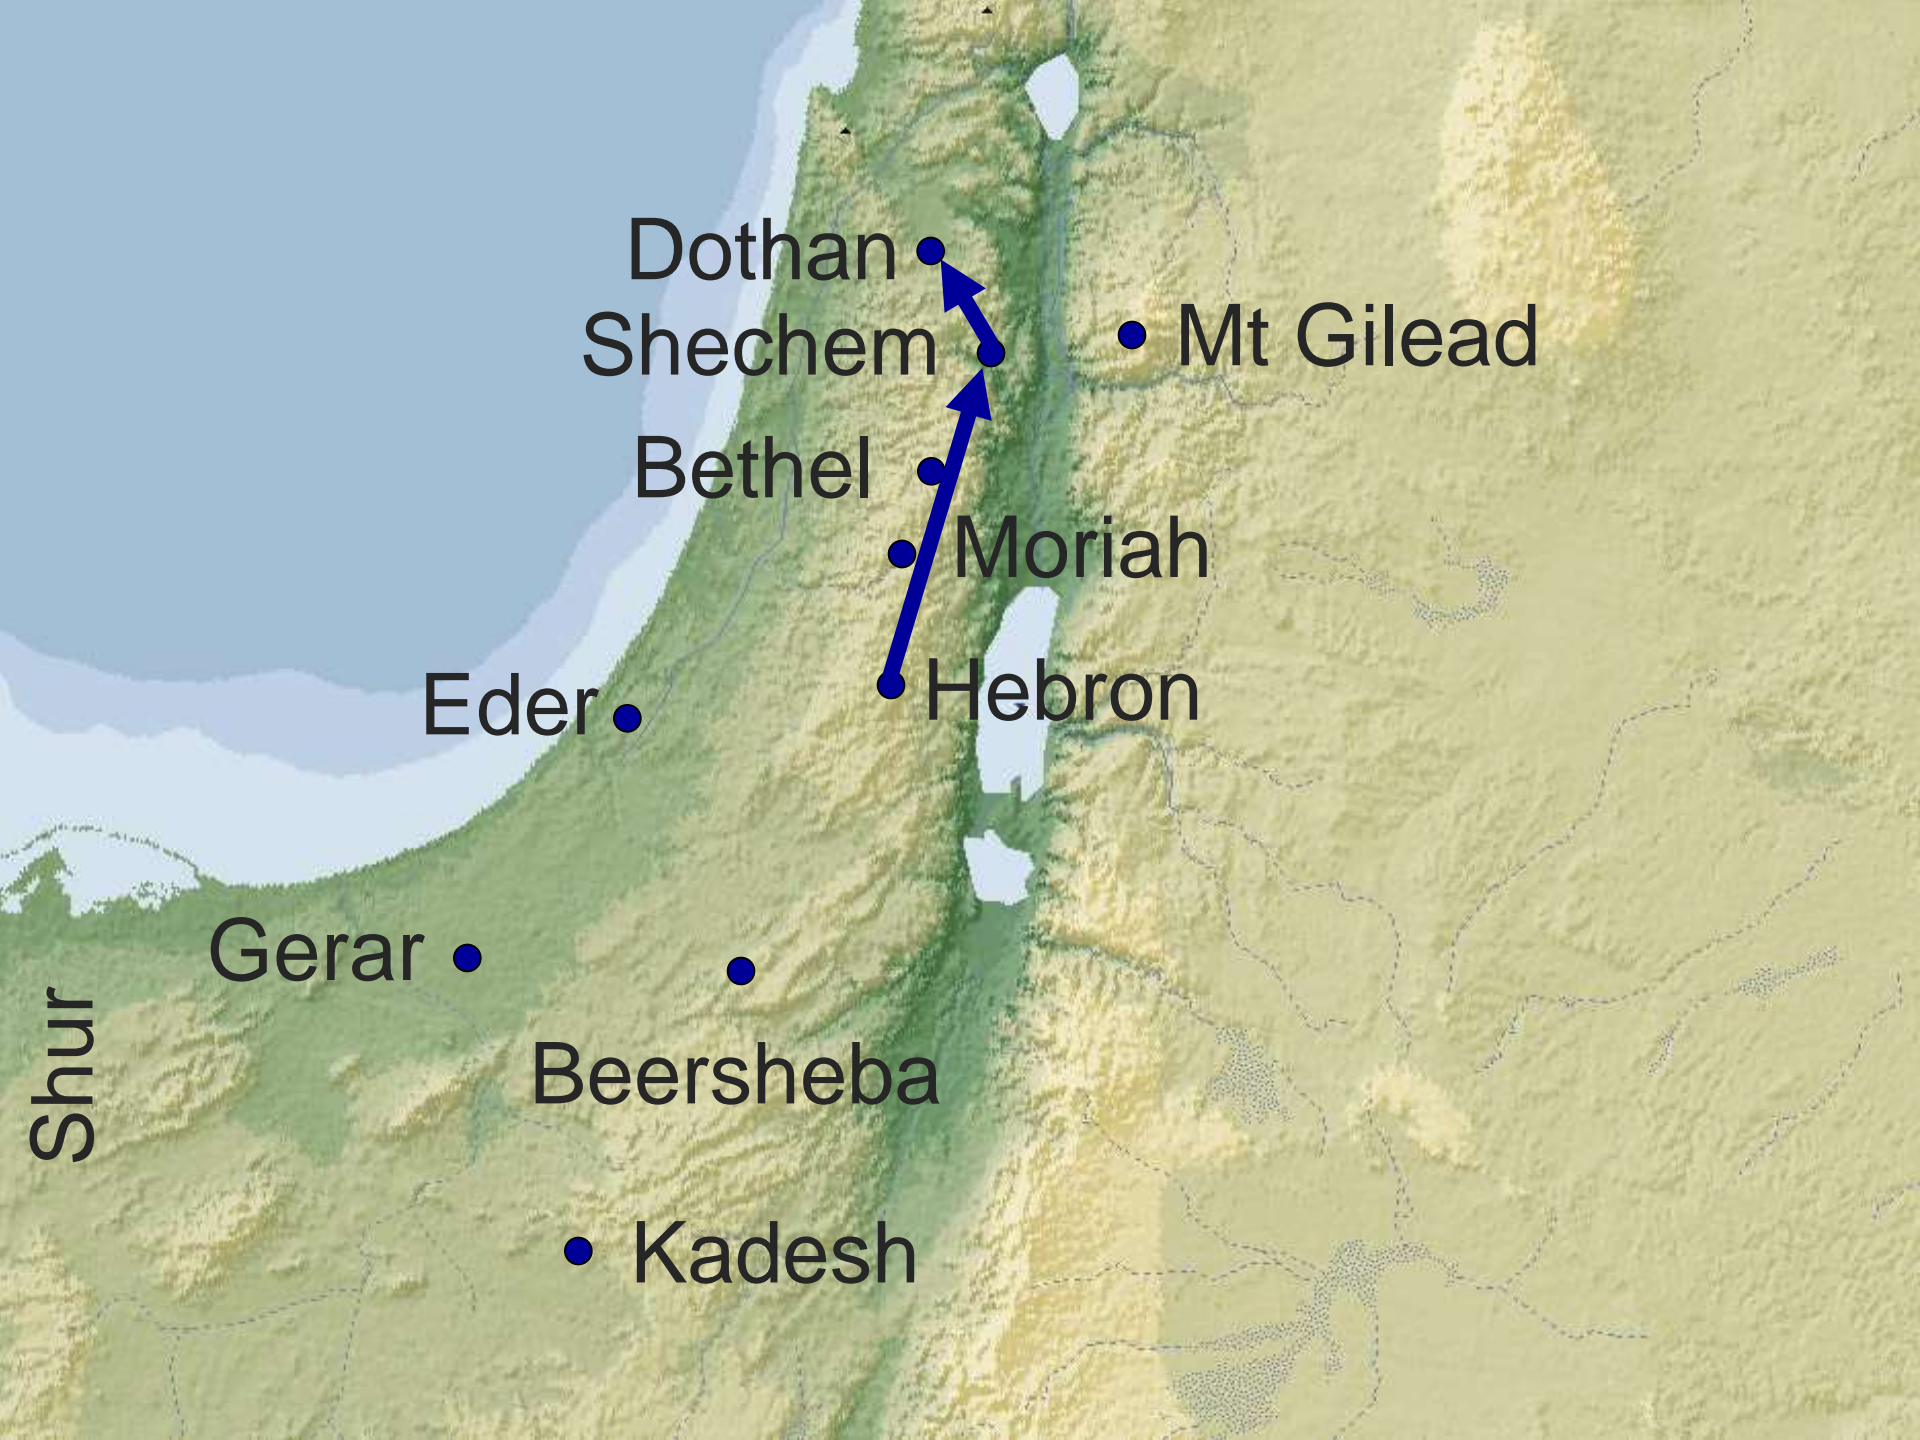 Dothan
Shechem
Mt Gilead
Bethel
Moriah
Hebron
Eder
Gerar
Shur
Beersheba
Kadesh